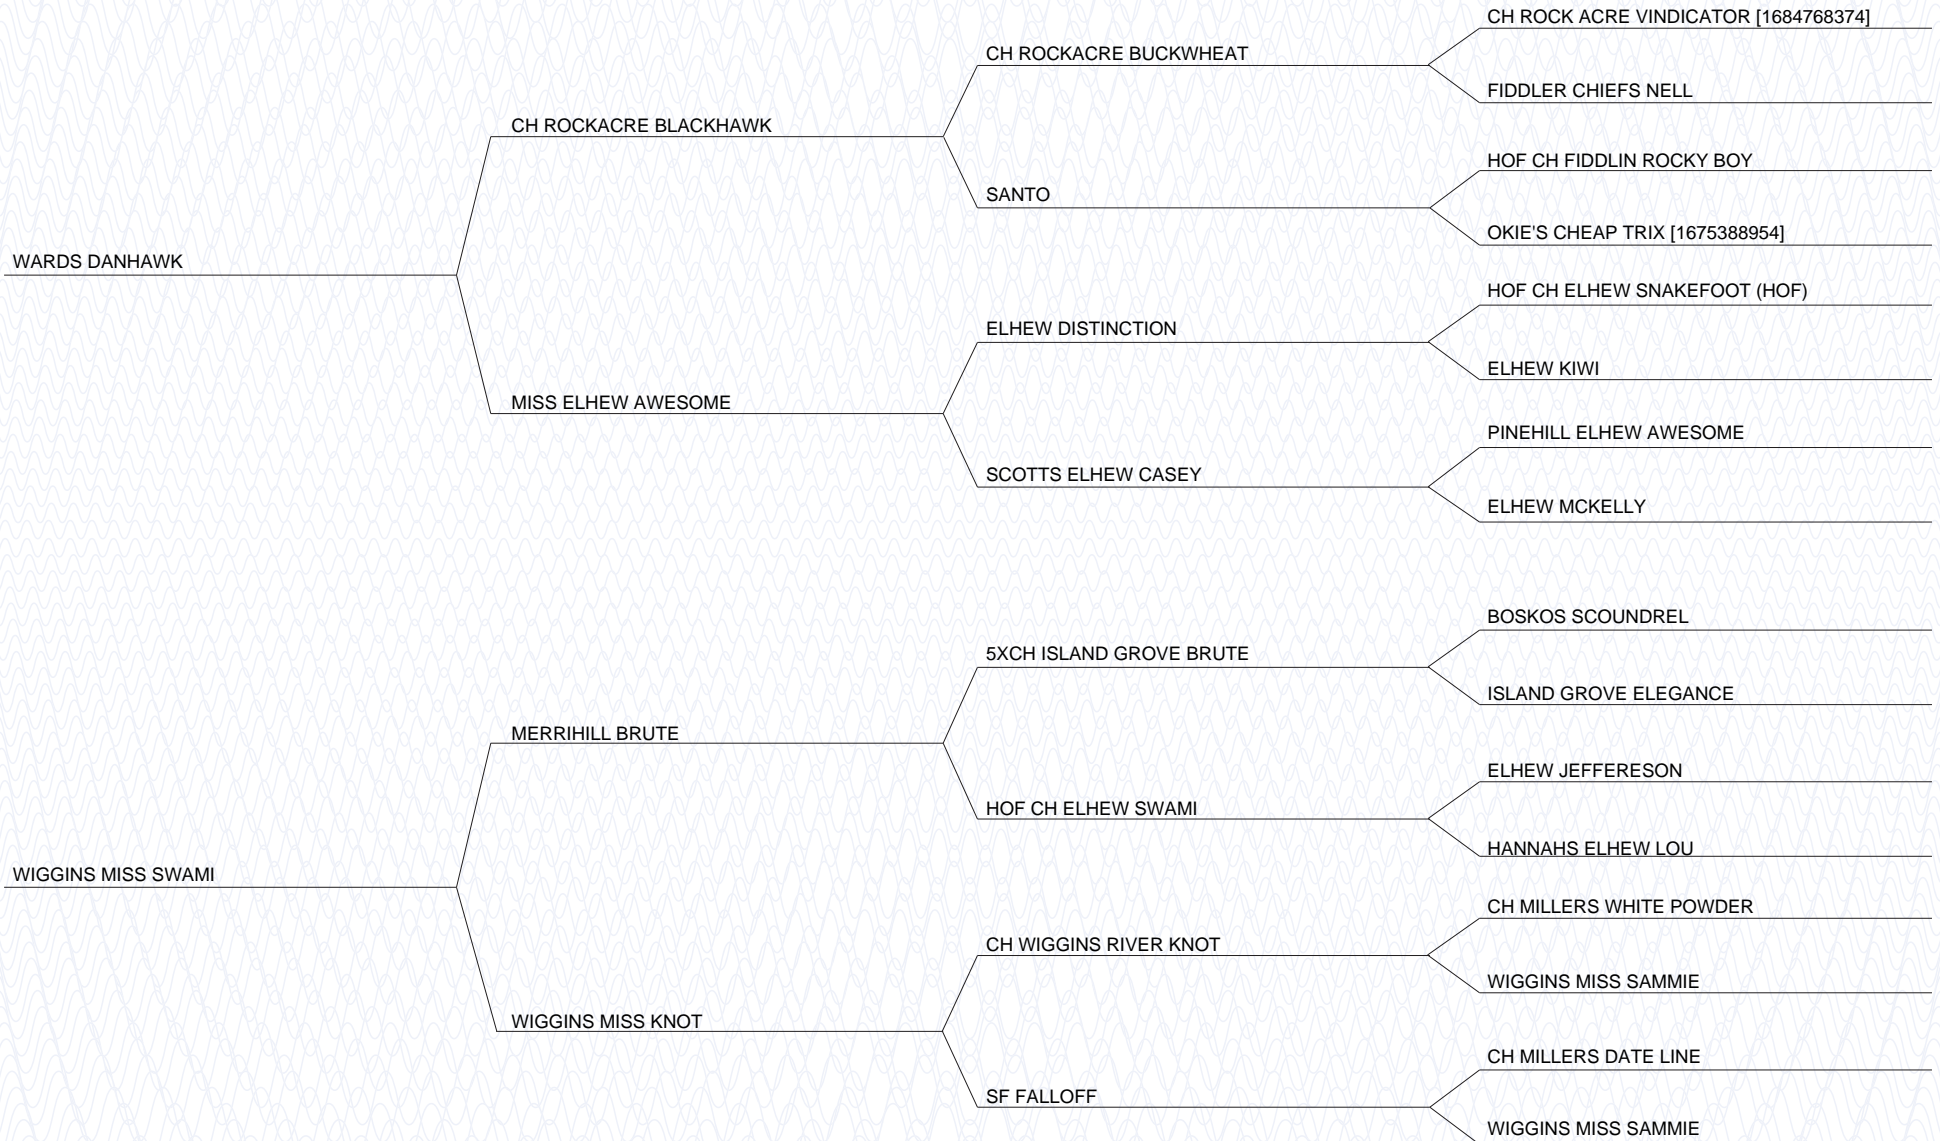 CH ROCK ACRE VINDICATOR [1684768374]
CH ROCKACRE BUCKWHEAT
FIDDLER CHIEFS NELL
CH ROCKACRE BLACKHAWK
HOF CH FIDDLIN ROCKY BOY
SANTO
OKIE'S CHEAP TRIX [1675388954]
WARDS DANHAWK
HOF CH ELHEW SNAKEFOOT (HOF)
ELHEW DISTINCTION
ELHEW KIWI
MISS ELHEW AWESOME
PINEHILL ELHEW AWESOME
SCOTTS ELHEW CASEY
ELHEW MCKELLY
BOSKOS SCOUNDREL
5XCH ISLAND GROVE BRUTE
ISLAND GROVE ELEGANCE
MERRIHILL BRUTE
ELHEW JEFFERESON
HOF CH ELHEW SWAMI
HANNAHS ELHEW LOU
WIGGINS MISS SWAMI
CH MILLERS WHITE POWDER
CH WIGGINS RIVER KNOT
WIGGINS MISS SAMMIE
WIGGINS MISS KNOT
CH MILLERS DATE LINE
SF FALLOFF
WIGGINS MISS SAMMIE